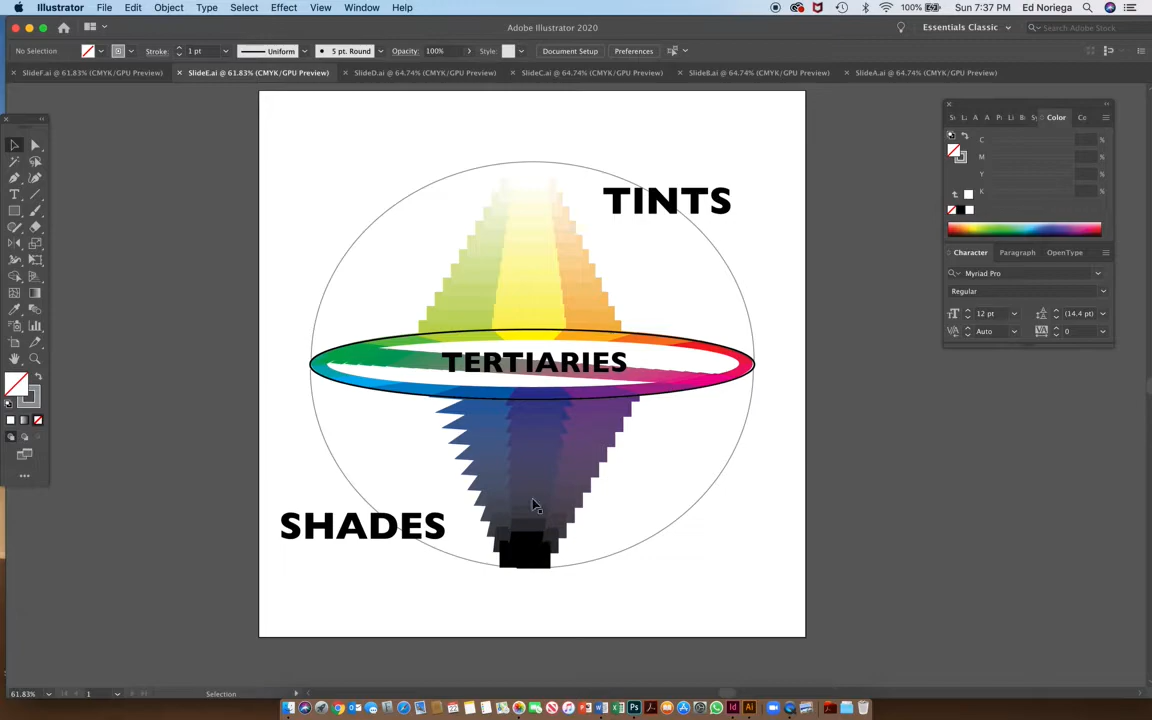 Illustrator File Edit Object Type Select Effect View Window Help 100% Sun 7:37 PM Ed Noriega
Adobe Illustrator 2020 Essentials Classic Search Adobe Stock
No Selection Stroke: 1 pt Uniform 5 pt. Round Opacity: 100% Style: Document Setup Preferences
SlideF.ai @ 61.83% (CMYK/GPU Preview) SlideE.ai @ 61.83% (CMYK/GPU Preview) SlideD.ai @ 64.74% (CMYK/GPU Preview) SlideC.ai @ 64.74% (CMYK/GPU Preview) SlideB.ai @ 64.74% (CMYK/GPU Preview) SlideA.ai @ 64.74% (CMYK/GPU Preview)
Color Co
C %
M %
Y %
K %
TINTS
TERTIARIES
SHADES
Character Paragraph OpenType
Myriad Pro
Regular
12 pt (14.4 pt)
Auto 0
61.83% 1 Selection